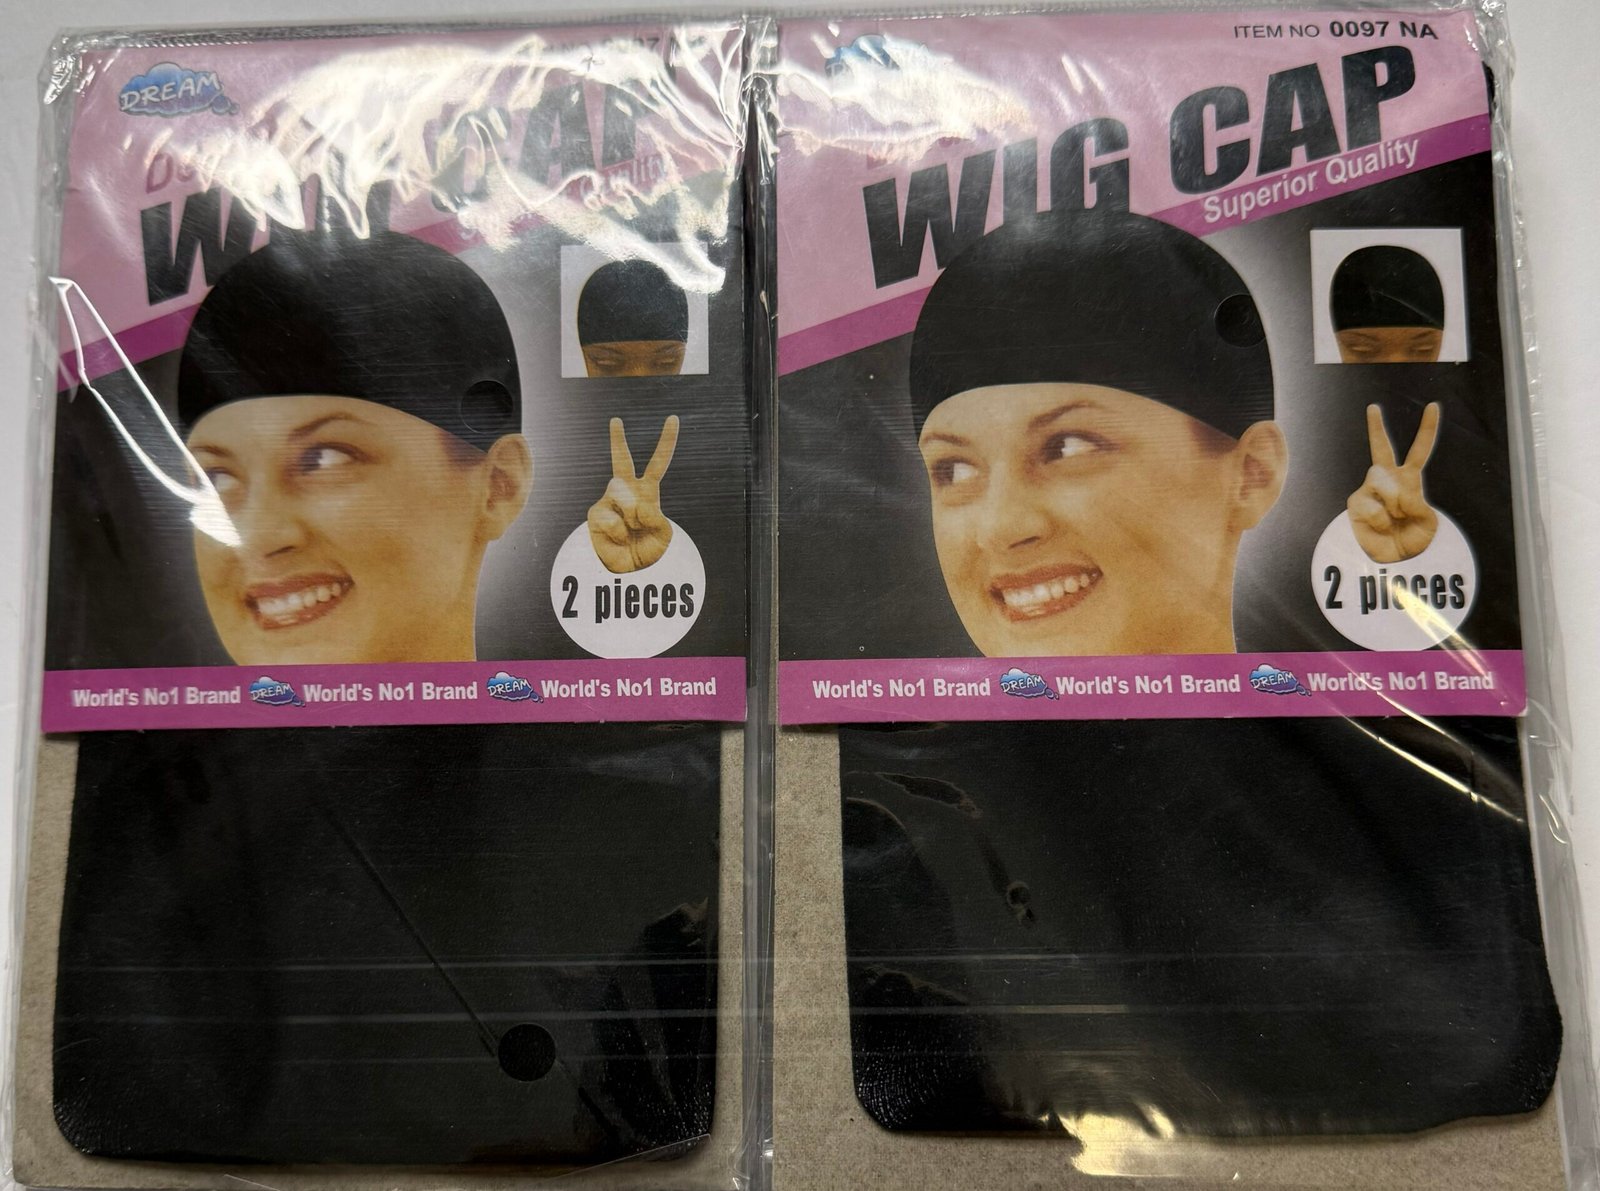 DREAM
WIG CAP
Quality
2 pieces
World's No1 Brand DREAM World's No1 Brand DREAM World's No1 Brand
ITEM NO 0097 NA
WIG CAP
Superior Quality
2 pieces
World's No1 Brand DREAM World's No1 Brand DREAM World's No1 Brand